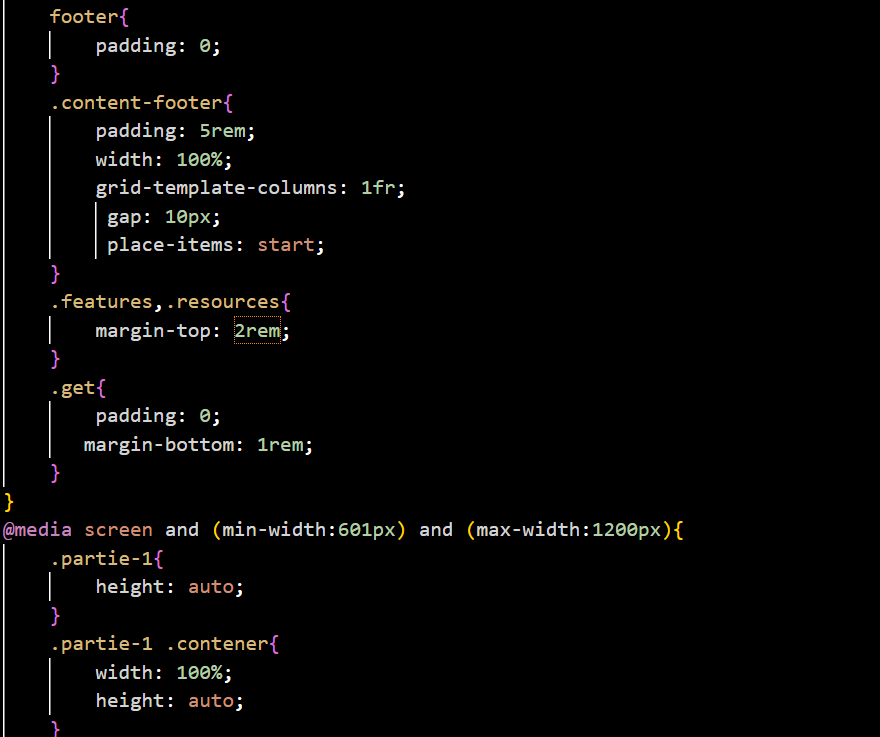 footer{
padding: 0;
}
.content-footer{
padding: 5rem;
width: 100%;
grid-template-columns: 1fr;
gap: 10px;
place-items: start;
}
.features,.resources{
margin-top: 2rem;
}
.get{
padding: 0;
margin-bottom: 1rem;
}
}
@media screen and (min-width:601px) and (max-width:1200px){
.partie-1{
height: auto;
}
.partie-1 .contener{
width: 100%;
height: auto;
}